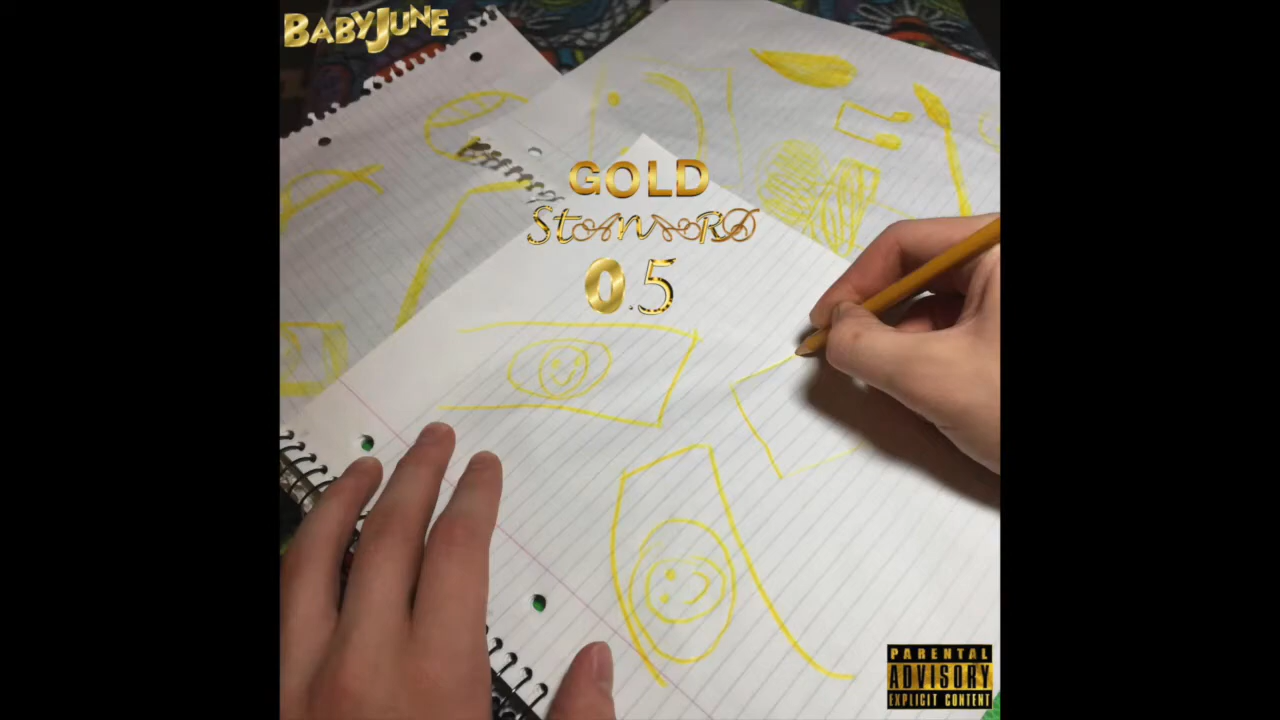 BABYJUNE
GOLD
StanDARD
0.5
PARENTAL
ADVISORY
EXPLICIT CONTENT